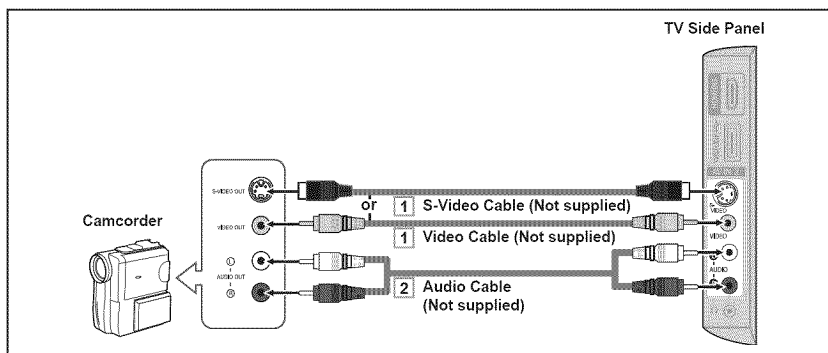 TV Side Panel
S-VIDEO OUT
or
1 S-Video Cable (Not supplied)
VIDEO
Camcorder
VIDEO OUT
1 Video Cable (Not supplied)
VIDEO
L
AUDIO OUT
R
AUDIO
2 Audio Cable
(Not supplied)